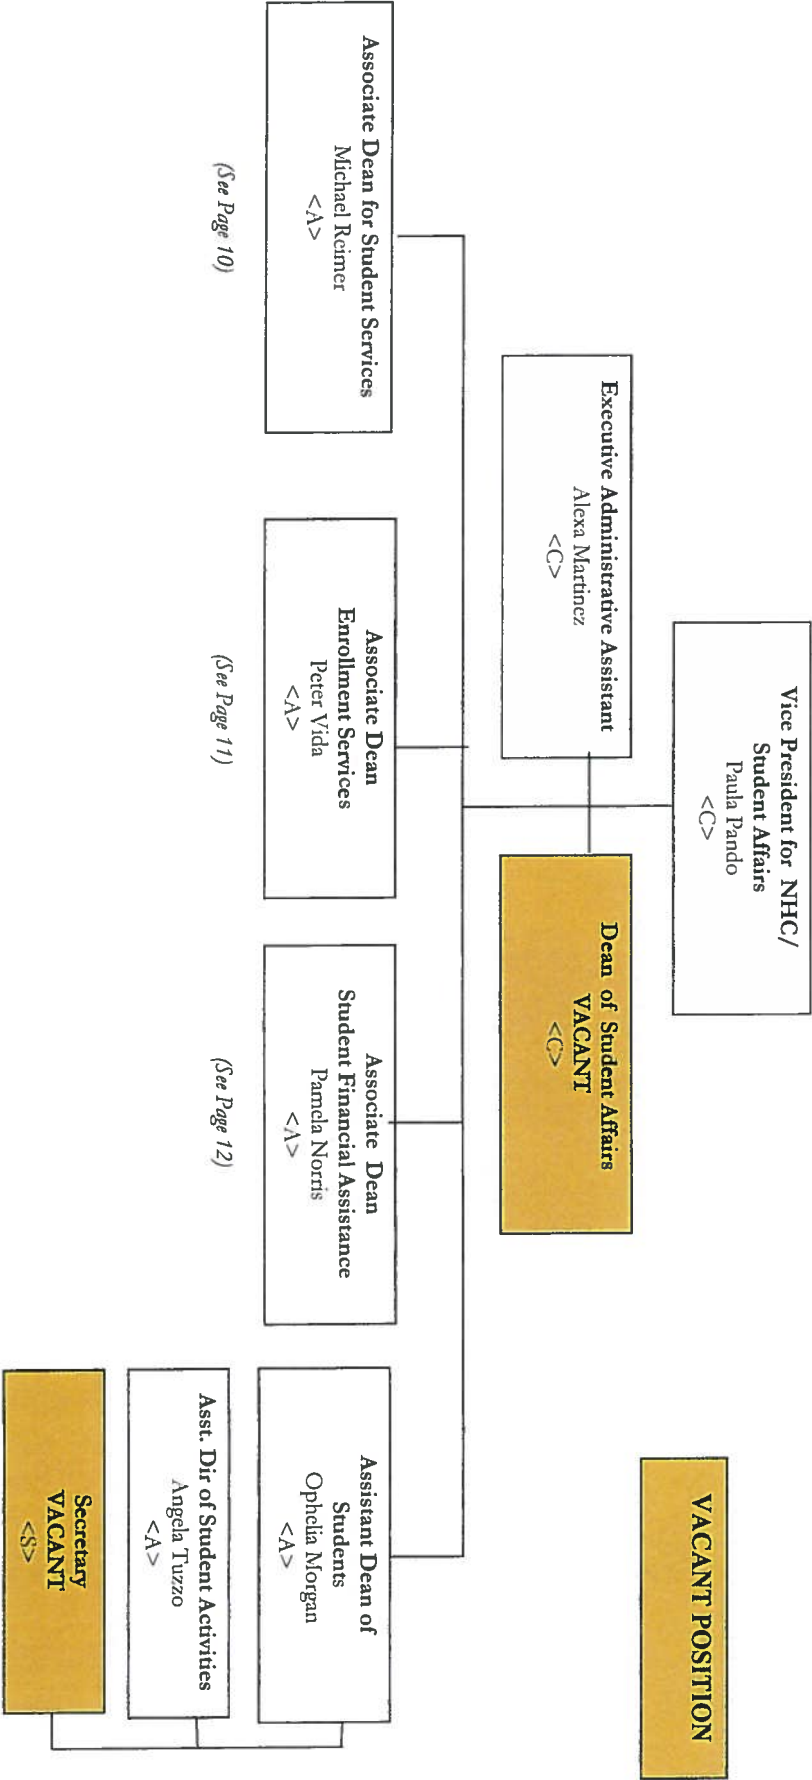 VACANT POSITION
Vice President for NHC/
Student Affairs
Paula Pando
<C>
Executive Administrative Assistant
Alexa Martinez
<C>
Dean of Student Affairs
VACANT
<C>
Associate Dean for Student Services
Michael Reimer
<A>
(See Page 10)
Associate Dean
Enrollment Services
Peter Vida
<A>
(See Page 11)
Associate Dean
Student Financial Assistance
Pamela Norris
<A>
(See Page 12)
Assistant Dean of
Students
Ophelia Morgan
<A>
Asst. Dir of Student Activities
Angela Tuzzo
<A>
Secretary
VACANT
<S>